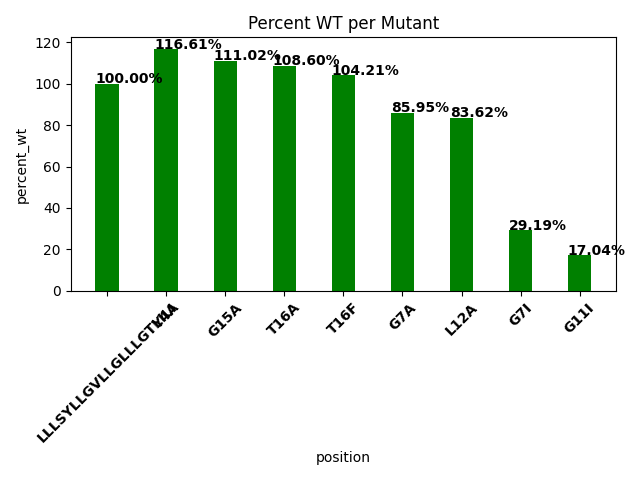 Percent WT per Mutant
percent_wt
120
100
80
60
40
20
0
100.00%
116.61%
111.02%
108.60%
104.21%
85.95%
83.62%
29.19%
17.04%
G15A
T16A
T16F
G7A
L12A
G7I
G11I
position